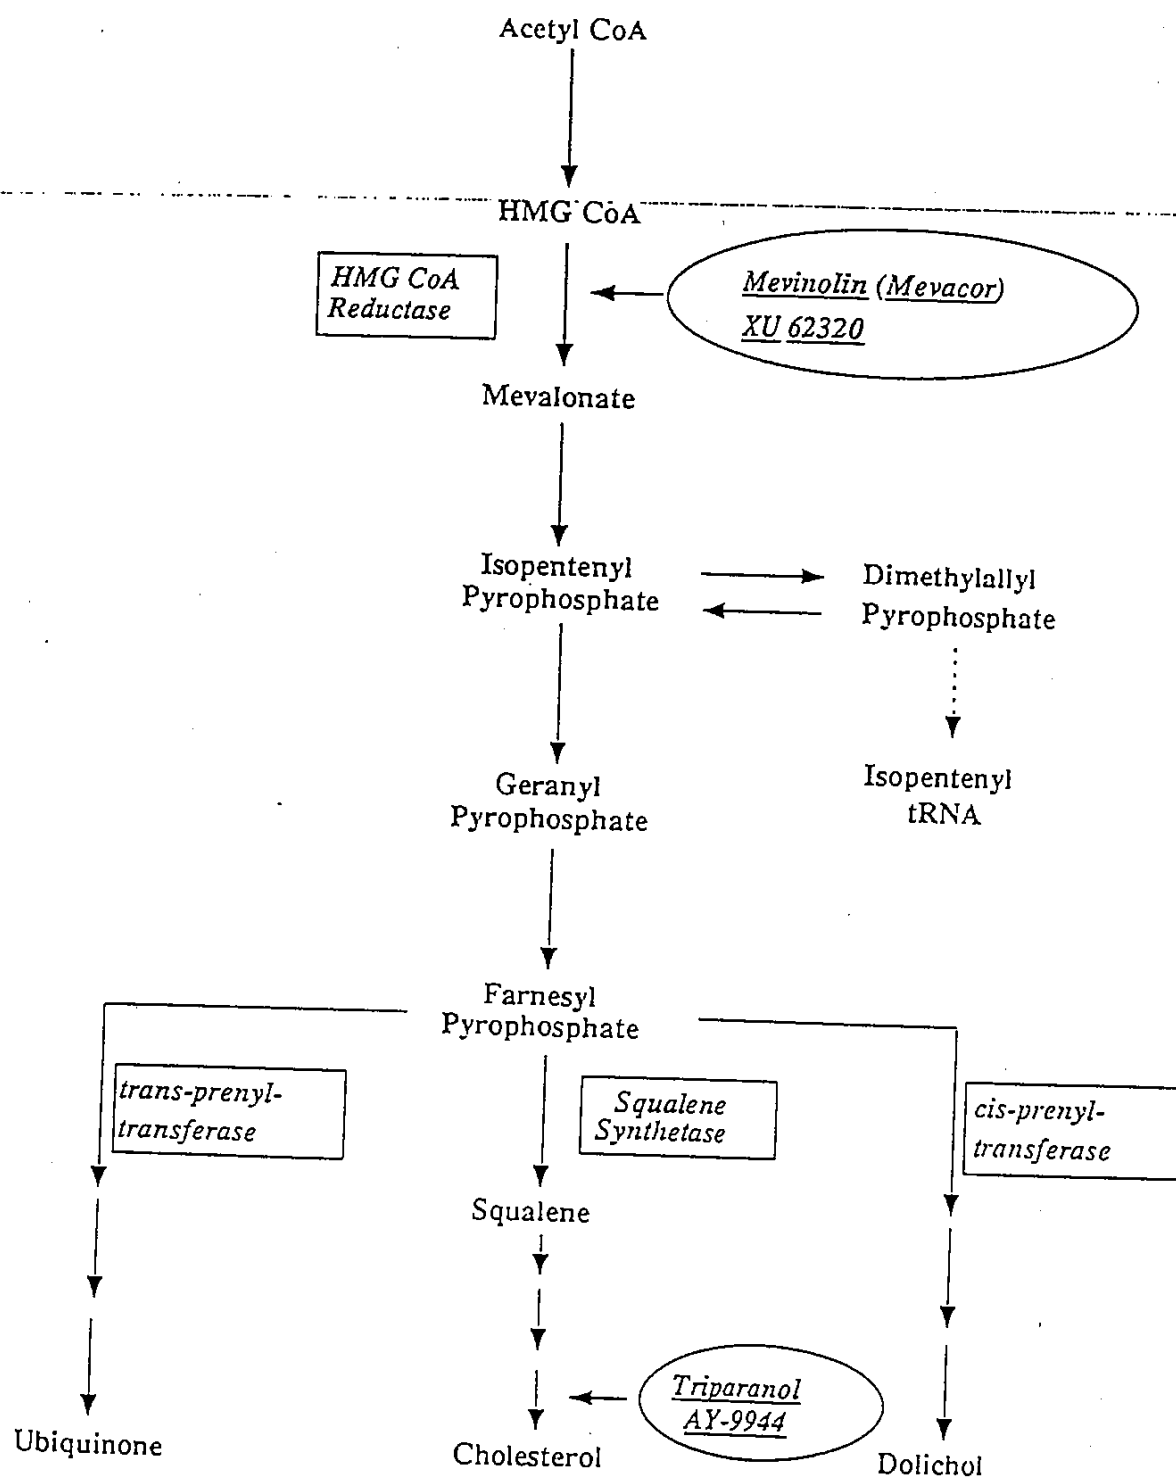 Acetyl CoA
HMG CoA
HMG CoA
Reductase
Mevinolin (Mevacor)
XU 62320
Mevalonate
Isopentenyl
Pyrophosphate
Dimethylallyl
Pyrophosphate
Geranyl
Pyrophosphate
Isopentenyl
tRNA
Farnesyl
Pyrophosphate
trans-prenyl-
transferase
Squalene
Synthetase
cis-prenyl-
transferase
Squalene
Triparanol
AY-9944
Ubiquinone
Cholesterol
Dolichol